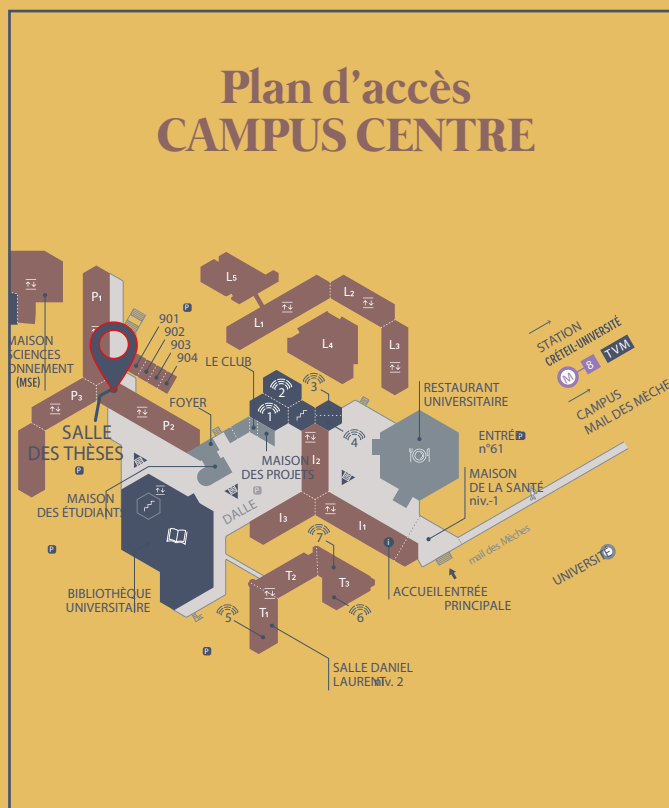 Plan d'accès
CAMPUS CENTRE
L5
P1
L2
901
902
903
904
L1
L4
L3
STATION
CRÉTEIL-UNIVERSITÉ
M 8 TVM
MAISON
SCIENCES
ONNEMENT
(MSE)
LE CLUB
2
3
CAMPUS
MAIL DES MÈCHE
P3
FOYER
1
4
RESTAURANT
UNIVERSITAIRE
P2
SALLE
DES THÈSES
MAISON
DES PROJETS
I2
ENTRÉE P
n°61
MAISON
DE LA SANTÉ
niv.-1
MAISON
DES ÉTUDIANTS
P
DALLE
I3
I1
7
mail des Mèches
i
UNIVERSITÉ
BIBLIOTHÈQUE
UNIVERSITAIRE
T2
T3
ACCUEIL
ENTRÉE
PRINCIPALE
T1
5
6
P
SALLE DANIEL
LAURENT niv. 2